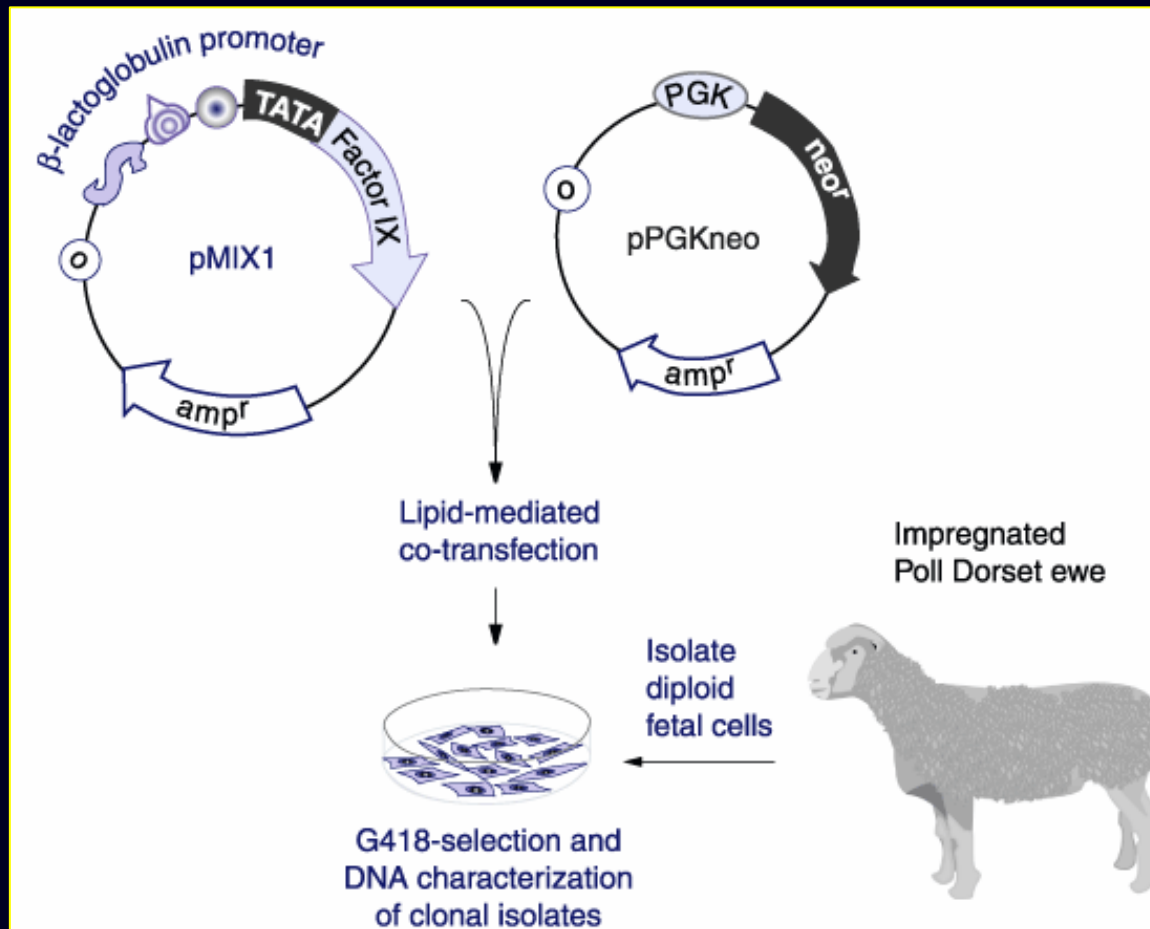 β-lactoglobulin promoter
TATA
Factor IX
o
pMIX1
ampr
PGK
neor
o
pPGKneo
ampr
Lipid-mediated
co-transfection
Impregnated
Poll Dorset ewe
Isolate
diploid
fetal cells
G418-selection and
DNA characterization
of clonal isolates